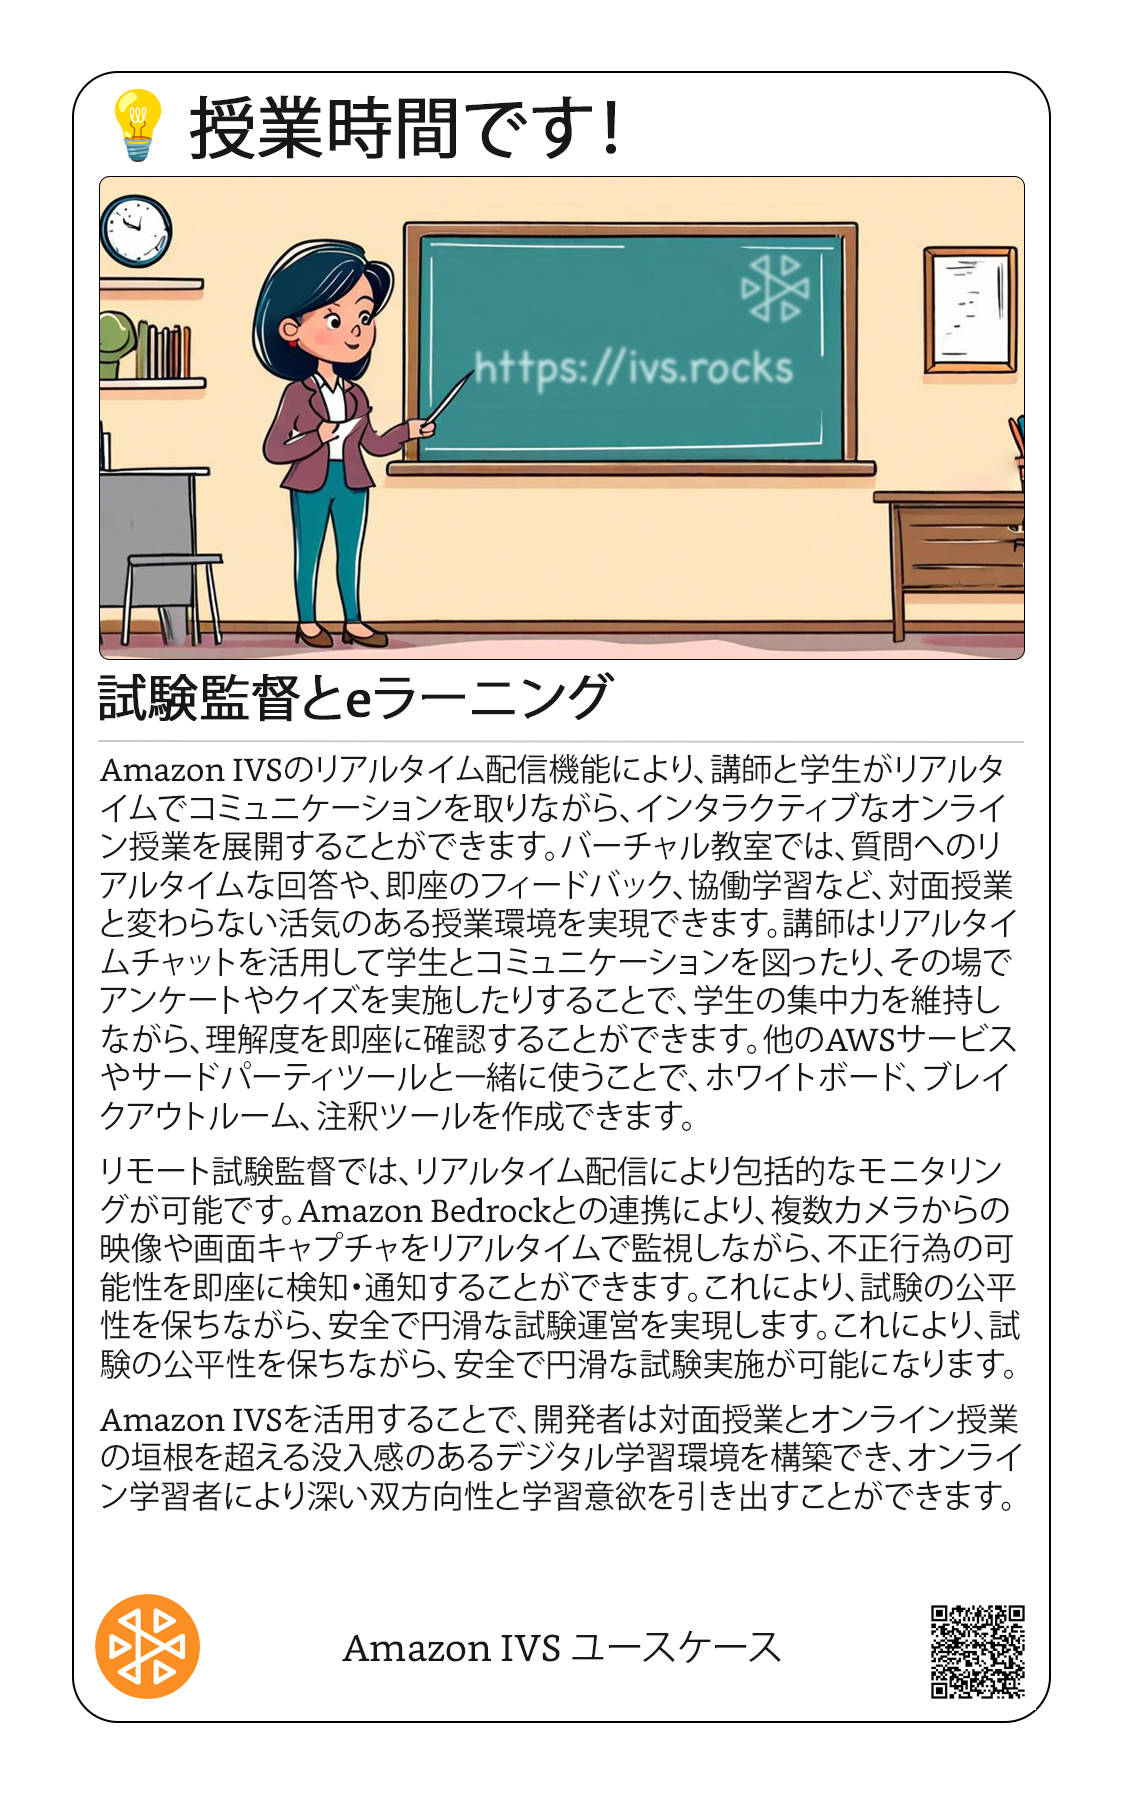 授業時間です!
https://ivs.rocks
試験監督とeラーニング
Amazon IVSのリアルタイム配信機能により、講師と学生がリアルタ
イムでコミュニケーションを取りながら、インタラクティブなオンライ
ン授業を展開することができます。バーチャル教室では、質問へのリ
アルタイムな回答や、即座のフィードバック、協働学習など、対面授業
と変わらない活気のある授業環境を実現できます。講師はリアルタイ
ムチャットを活用して学生とコミュニケーションを図ったり、その場で
アンケートやクイズを実施したりすることで、学生の集中力を維持し
ながら、理解度を即座に確認することができます。他のAWSサービス
やサードパーティツールと一緒に使うことで、ホワイトボード、ブレイ
クアウトルーム、注釈ツールを作成できます。
リモート試験監督では、リアルタイム配信により包括的なモニタリン
グが可能です。Amazon Bedrockとの連携により、複数カメラからの
映像や画面キャプチャをリアルタイムで監視しながら、不正行為の可
能性を即座に検知・通知することができます。これにより、試験の公平
性を保ちながら、安全で円滑な試験運営を実現します。これにより、試
験の公平性を保ちながら、安全で円滑な試験実施が可能になります。
Amazon IVSを活用することで、開発者は対面授業とオンライン授業
の垣根を超える没入感のあるデジタル学習環境を構築でき、オンライ
ン学習者により深い双方向性と学習意欲を引き出すことができます。
Amazon IVS ユースケース